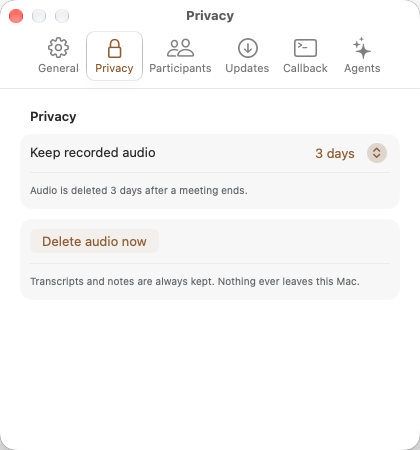 Privacy
General
Privacy
Participants
Updates
Callback
Agents
Privacy
Keep recorded audio 3 days
Audio is deleted 3 days after a meeting ends.
Delete audio now
Transcripts and notes are always kept. Nothing ever leaves this Mac.